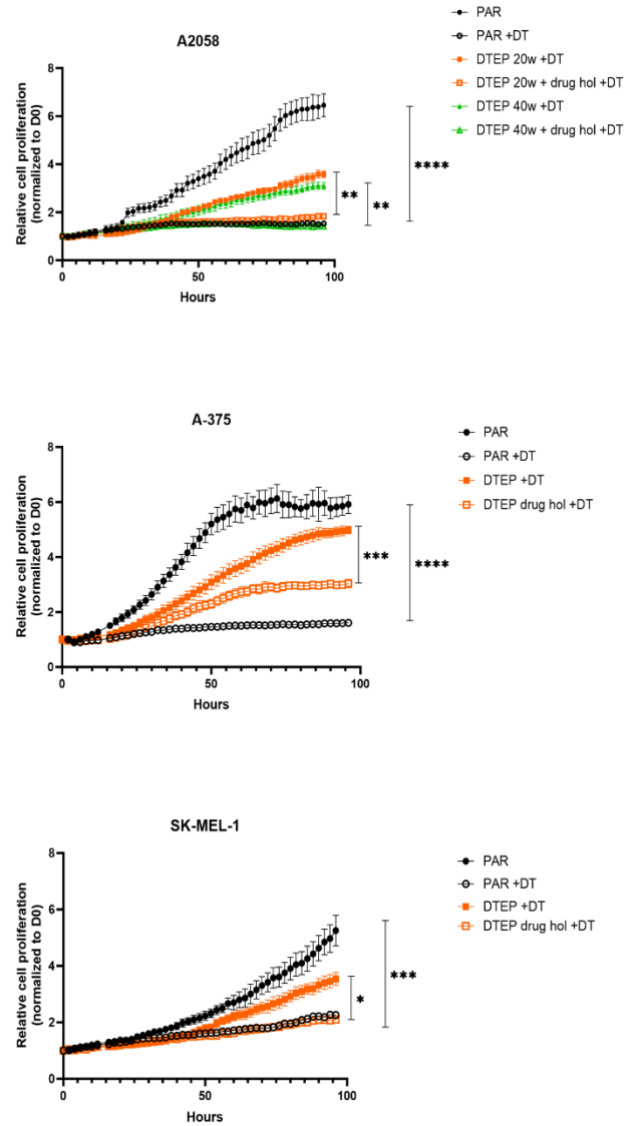 PAR
PAR +DT
DTEP 20w +DT
DTEP 20w + drug hol +DT
DTEP 40w +DT
DTEP 40w + drug hol +DT
A2058
Relative cell proliferation
(normalized to D0)
8
6
4
2
0
0
50
100
Hours
**
**
****
A-375
PAR
PAR +DT
DTEP +DT
DTEP drug hol +DT
Relative cell proliferation
(normalized to D0)
8
6
4
2
0
0
50
100
Hours
***
****
SK-MEL-1
PAR
PAR +DT
DTEP +DT
DTEP drug hol +DT
Relative cell proliferation
(normalized to D0)
8
6
4
2
0
0
50
100
Hours
*
***